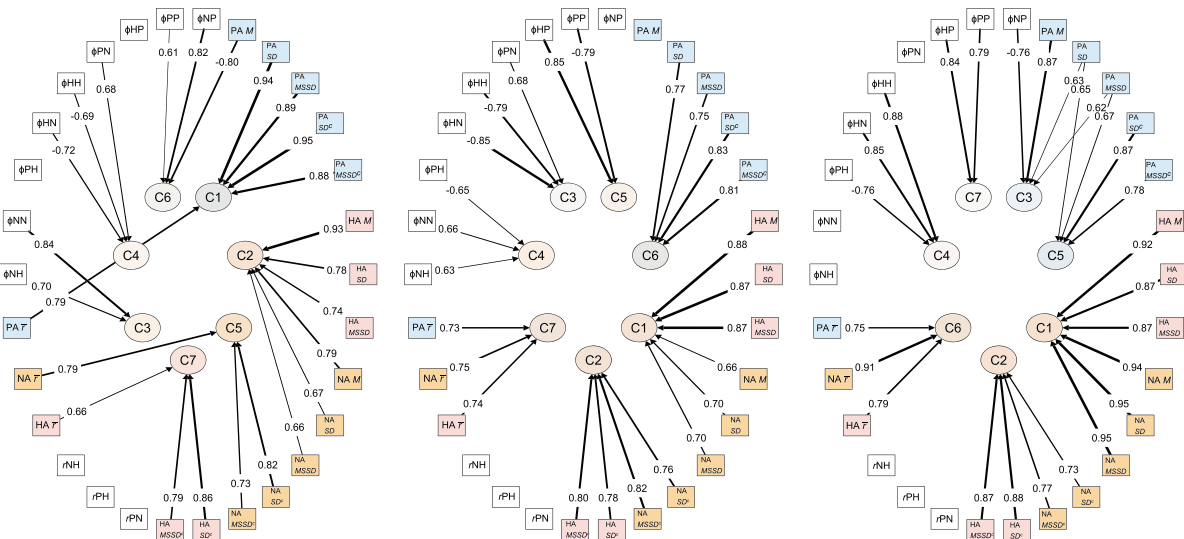 ϕPP
ϕNP
ϕHP
PA M
0.61
0.82
-0.80
ϕPN
PA
SD
0.68
0.94
PA
MSSD
ϕHH
-0.69
0.89
ϕHN
-0.72
PA
SDᶜ
0.95
ϕPH
0.88
PA
MSSDᶜ
C6
C1
ϕNN
0.84
0.93
HA M
C4
C2
0.78
HA
SD
ϕNH
0.70
0.79
0.74
HA
MSSD
PA 𝒯
C3
C5
0.79
NA M
C7
0.79
NA 𝒯
0.67
NA
SD
0.66
HA 𝒯
0.66
NA
MSSD
rNH
0.82
NA
SDᶜ
0.73
NA
MSSDᶜ
rPH
0.79
0.86
rPN
HA
MSSDᶜ
HA
SDᶜ
ϕPP
ϕNP
ϕHP
PA M
-0.79
0.85
ϕPN
PA
SD
0.68
0.77
PA
MSSD
ϕHH
-0.79
0.75
ϕHN
-0.85
PA
SDᶜ
0.83
ϕPH
-0.65
0.81
PA
MSSDᶜ
C3
C5
ϕNN
0.66
0.88
HA M
C4
C6
ϕNH
0.63
0.87
HA
SD
PA 𝒯
0.73
C7
C1
0.87
HA
MSSD
C2
NA 𝒯
0.75
0.66
NA M
0.74
HA 𝒯
0.70
NA
SD
0.70
NA
MSSD
rNH
0.76
NA
SDᶜ
0.82
NA
MSSDᶜ
rPH
0.80
0.78
rPN
HA
MSSDᶜ
HA
SDᶜ
ϕPP
ϕNP
ϕHP
PA M
0.84
0.79
-0.76
0.87
ϕPN
PA
SD
0.63
0.65
PA
MSSD
ϕHH
0.88
0.62
0.67
ϕHN
0.85
PA
SDᶜ
0.87
ϕPH
-0.76
0.78
PA
MSSDᶜ
C7
C3
ϕNN
0.92
HA M
C4
C5
ϕNH
0.87
HA
SD
PA 𝒯
0.75
C6
C1
0.87
HA
MSSD
C2
NA 𝒯
0.91
0.94
NA M
0.79
HA 𝒯
0.95
NA
SD
0.95
NA
MSSD
rNH
0.73
NA
SDᶜ
0.77
NA
MSSDᶜ
rPH
0.87
0.88
rPN
HA
MSSDᶜ
HA
SDᶜ